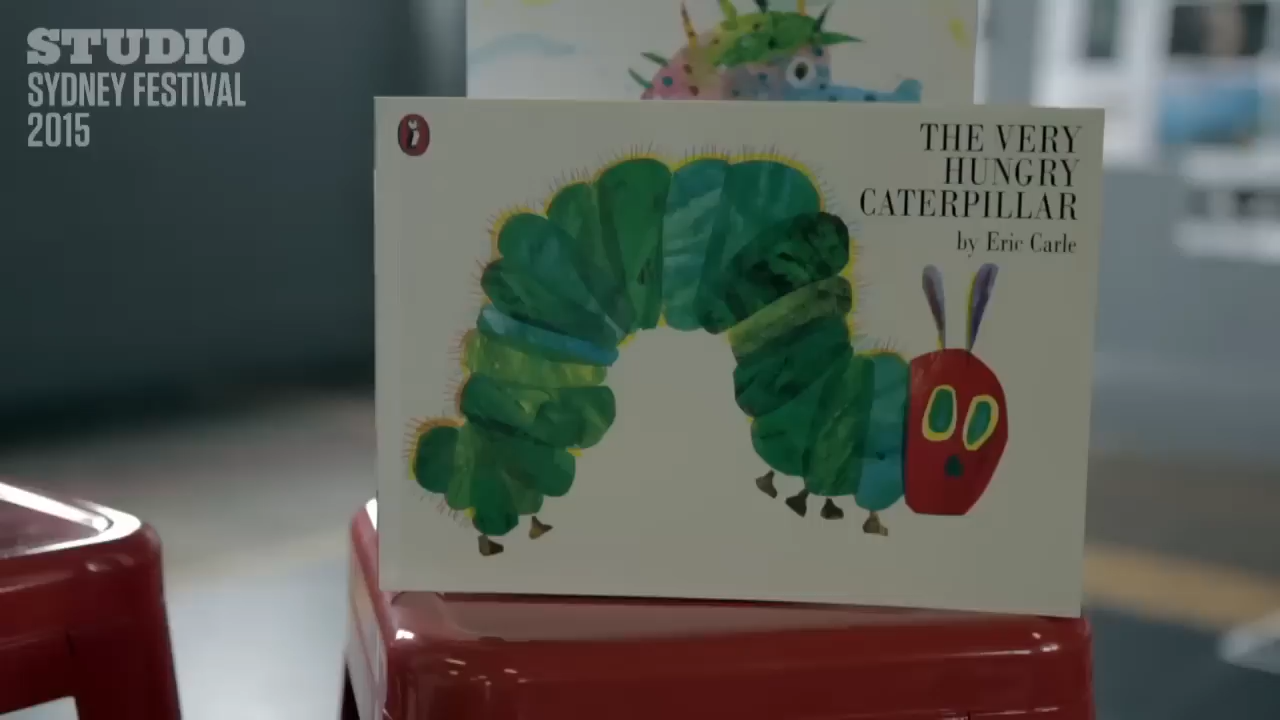 STUDIO
SYDNEY FESTIVAL
2015
THE VERY
HUNGRY
CATERPILLAR
by Eric Carle